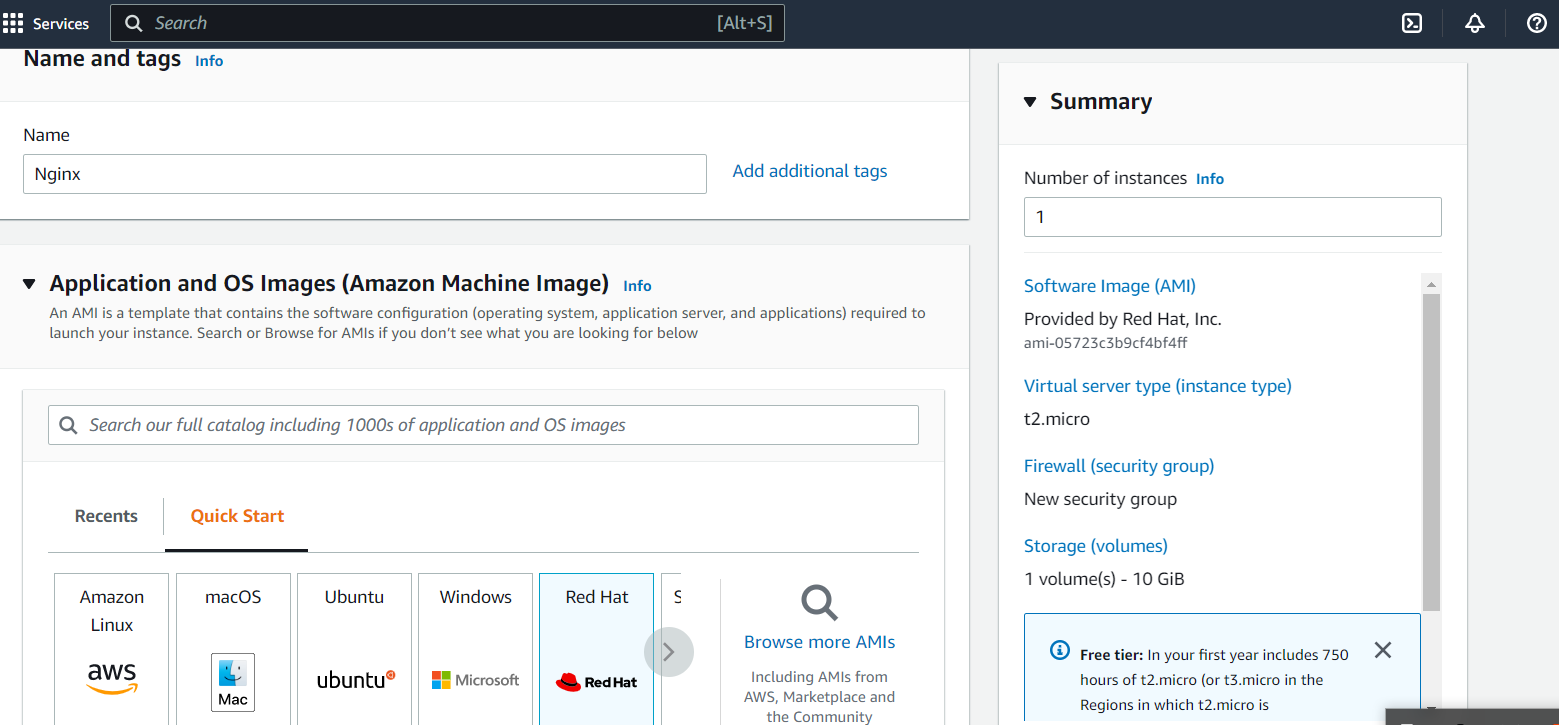 Services
Search [Alt+S]
Name and tags Info
Name
Nginx
Add additional tags
Application and OS Images (Amazon Machine Image) Info
An AMI is a template that contains the software configuration (operating system, application server, and applications) required to
launch your instance. Search or Browse for AMIs if you don't see what you are looking for below
Search our full catalog including 1000s of application and OS images
Recents
Quick Start
Amazon
Linux
aws
macOS
Mac
Ubuntu
ubuntu
Windows
Microsoft
Red Hat
Red Hat
S
Browse more AMIs
Including AMIs from
AWS, Marketplace and
the Community
Summary
Number of instances Info
1
Software Image (AMI)
Provided by Red Hat, Inc.
ami-05723c3b9cf4bf4ff
Virtual server type (instance type)
t2.micro
Firewall (security group)
New security group
Storage (volumes)
1 volume(s) - 10 GiB
Free tier: In your first year includes 750
hours of t2.micro (or t3.micro in the
Regions in which t2.micro is